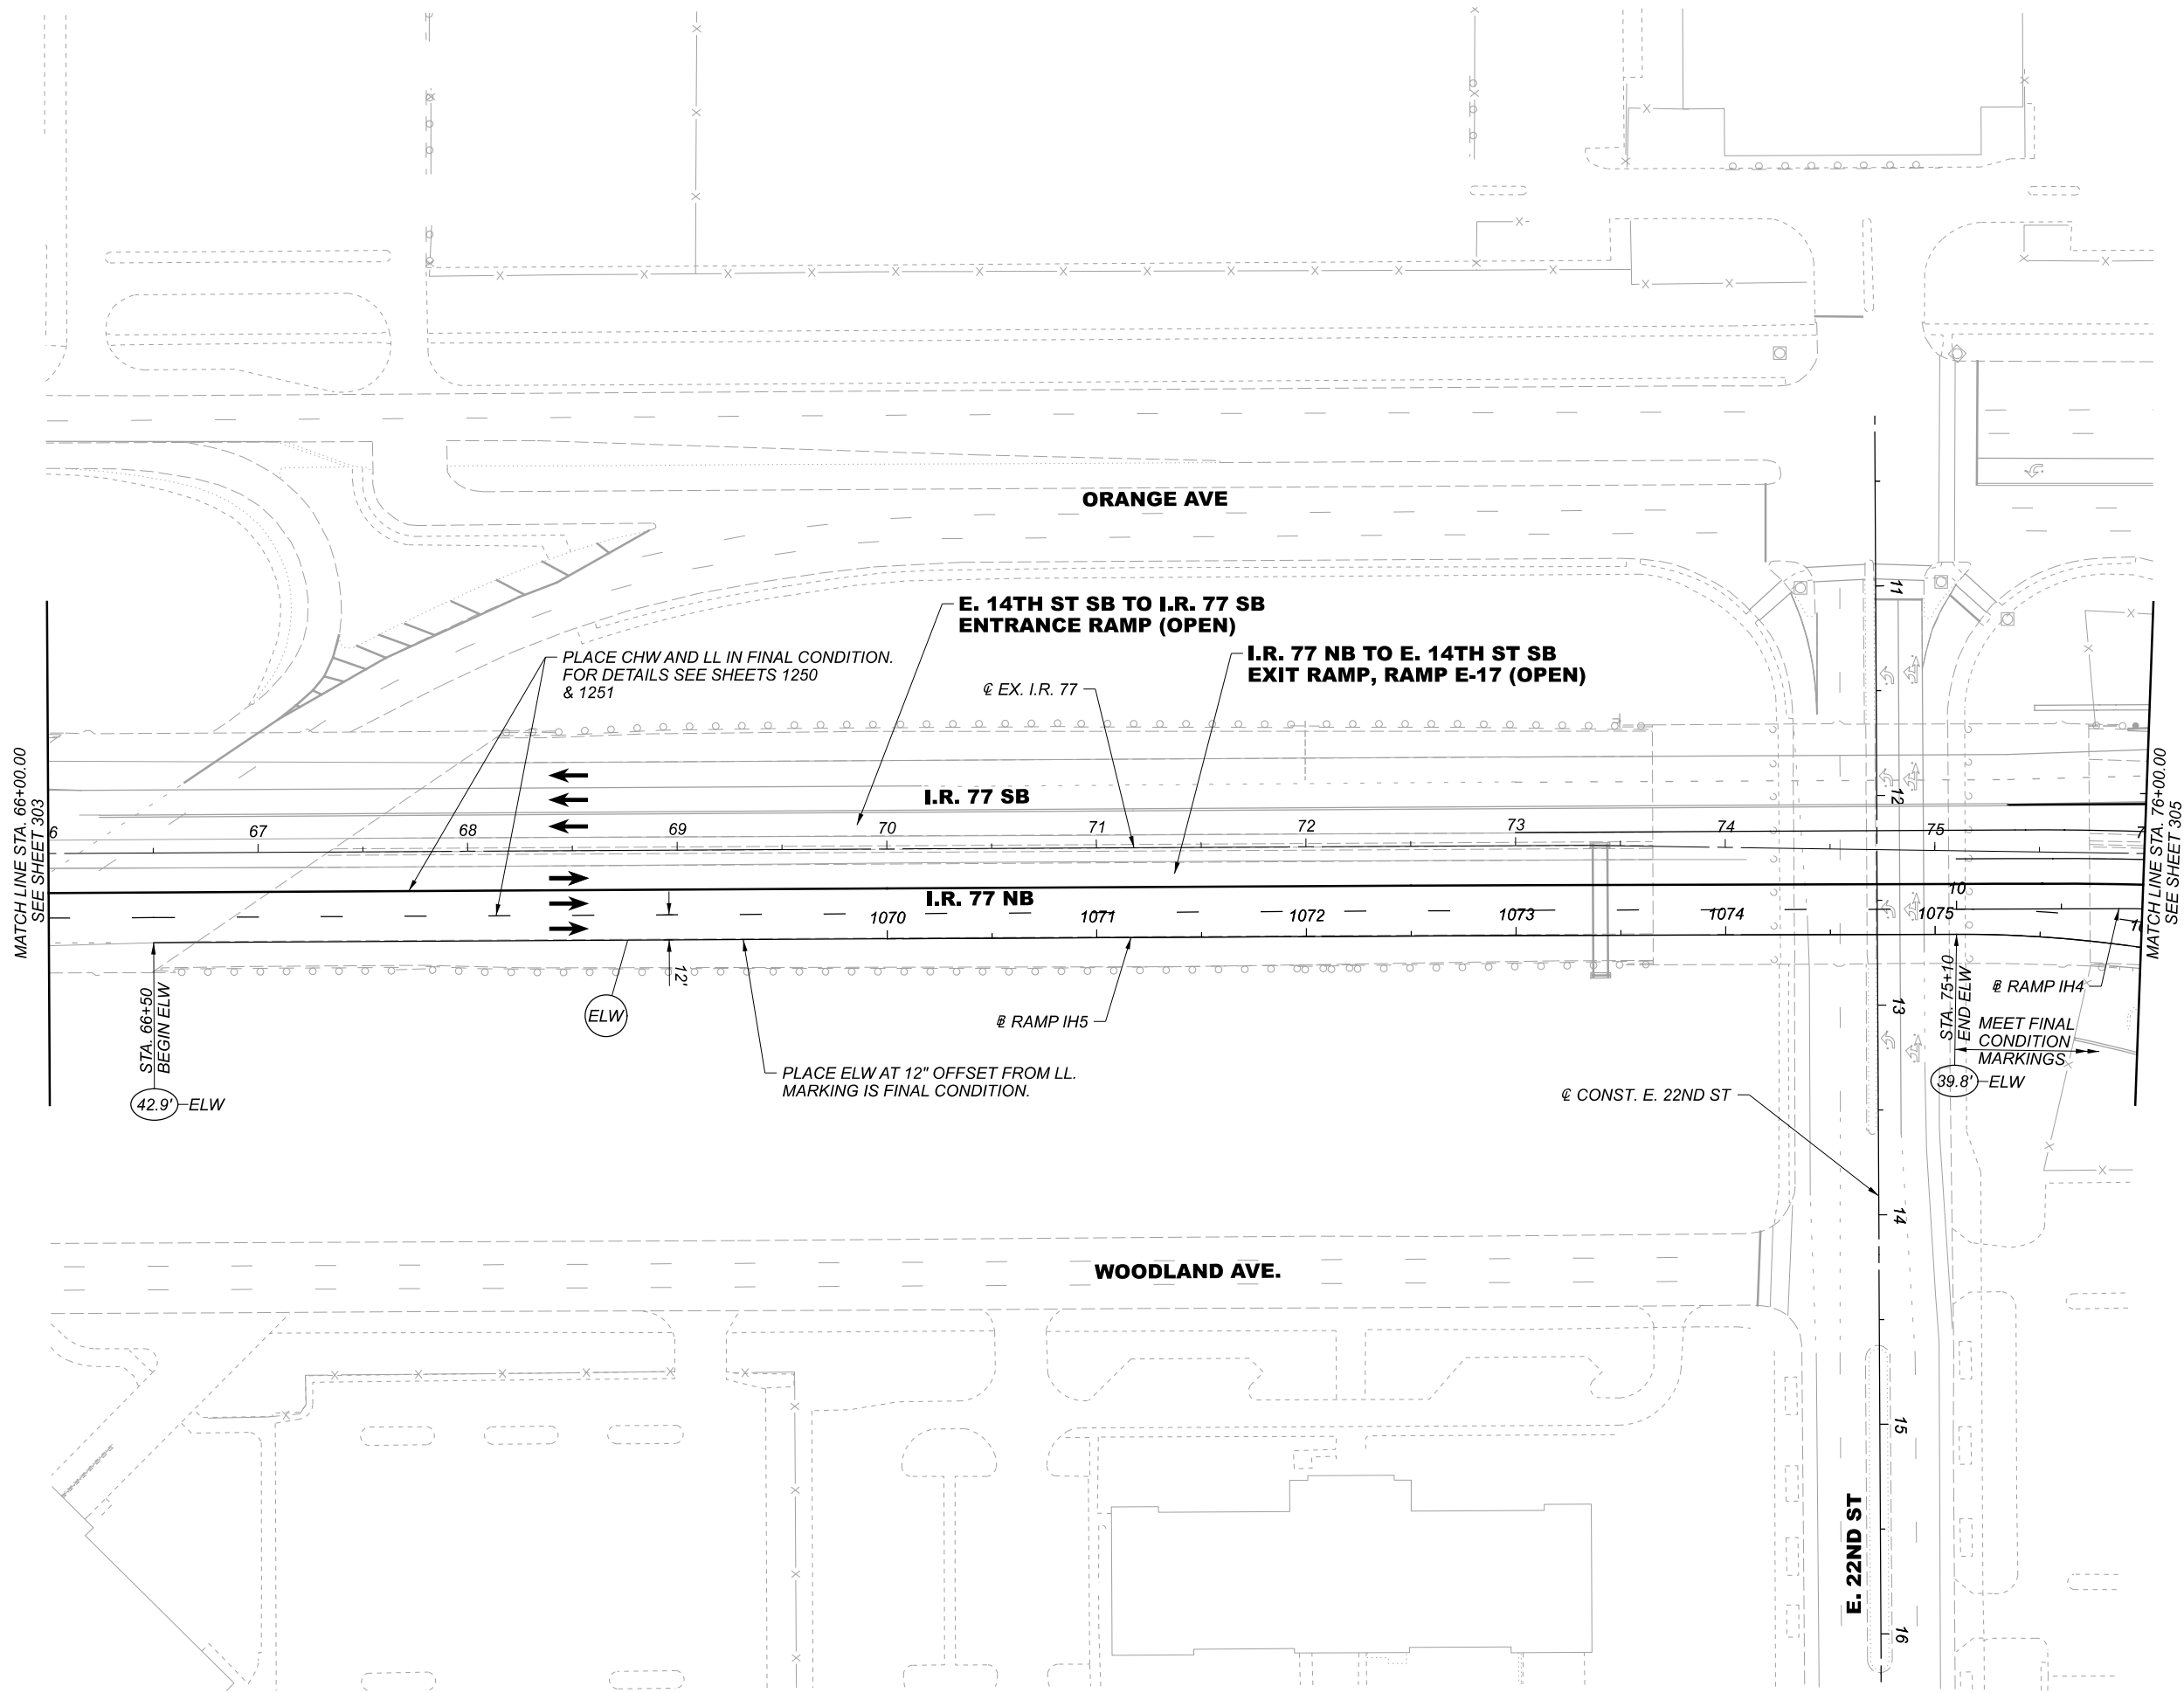 ORANGE AVE
E. 14TH ST SB TO I.R. 77 SB
ENTRANCE RAMP (OPEN)
PLACE CHW AND LL IN FINAL CONDITION.
FOR DETAILS SEE SHEETS 1250
& 1251
I.R. 77 NB TO E. 14TH ST SB
EXIT RAMP, RAMP E-17 (OPEN)
℄ EX. I.R. 77
11
MATCH LINE STA. 66+00.00
SEE SHEET 303
MATCH LINE STA. 76+00.00
SEE SHEET 305
I.R. 77 SB
12
6 67 68 69 70 71 72 73 74 75 7
I.R. 77 NB
10
1070 1071 1072 1073 1074 1075
STA. 66+50
BEGIN ELW
42.9' ELW
ELW
12'
℄ RAMP IH5
PLACE ELW AT 12" OFFSET FROM LL.
MARKING IS FINAL CONDITION.
13
STA. 75+10
END ELW
℄ RAMP IH4
MEET FINAL
CONDITION
MARKINGS
39.8' ELW
℄ CONST. E. 22ND ST
14
WOODLAND AVE.
15
E. 22ND ST
16